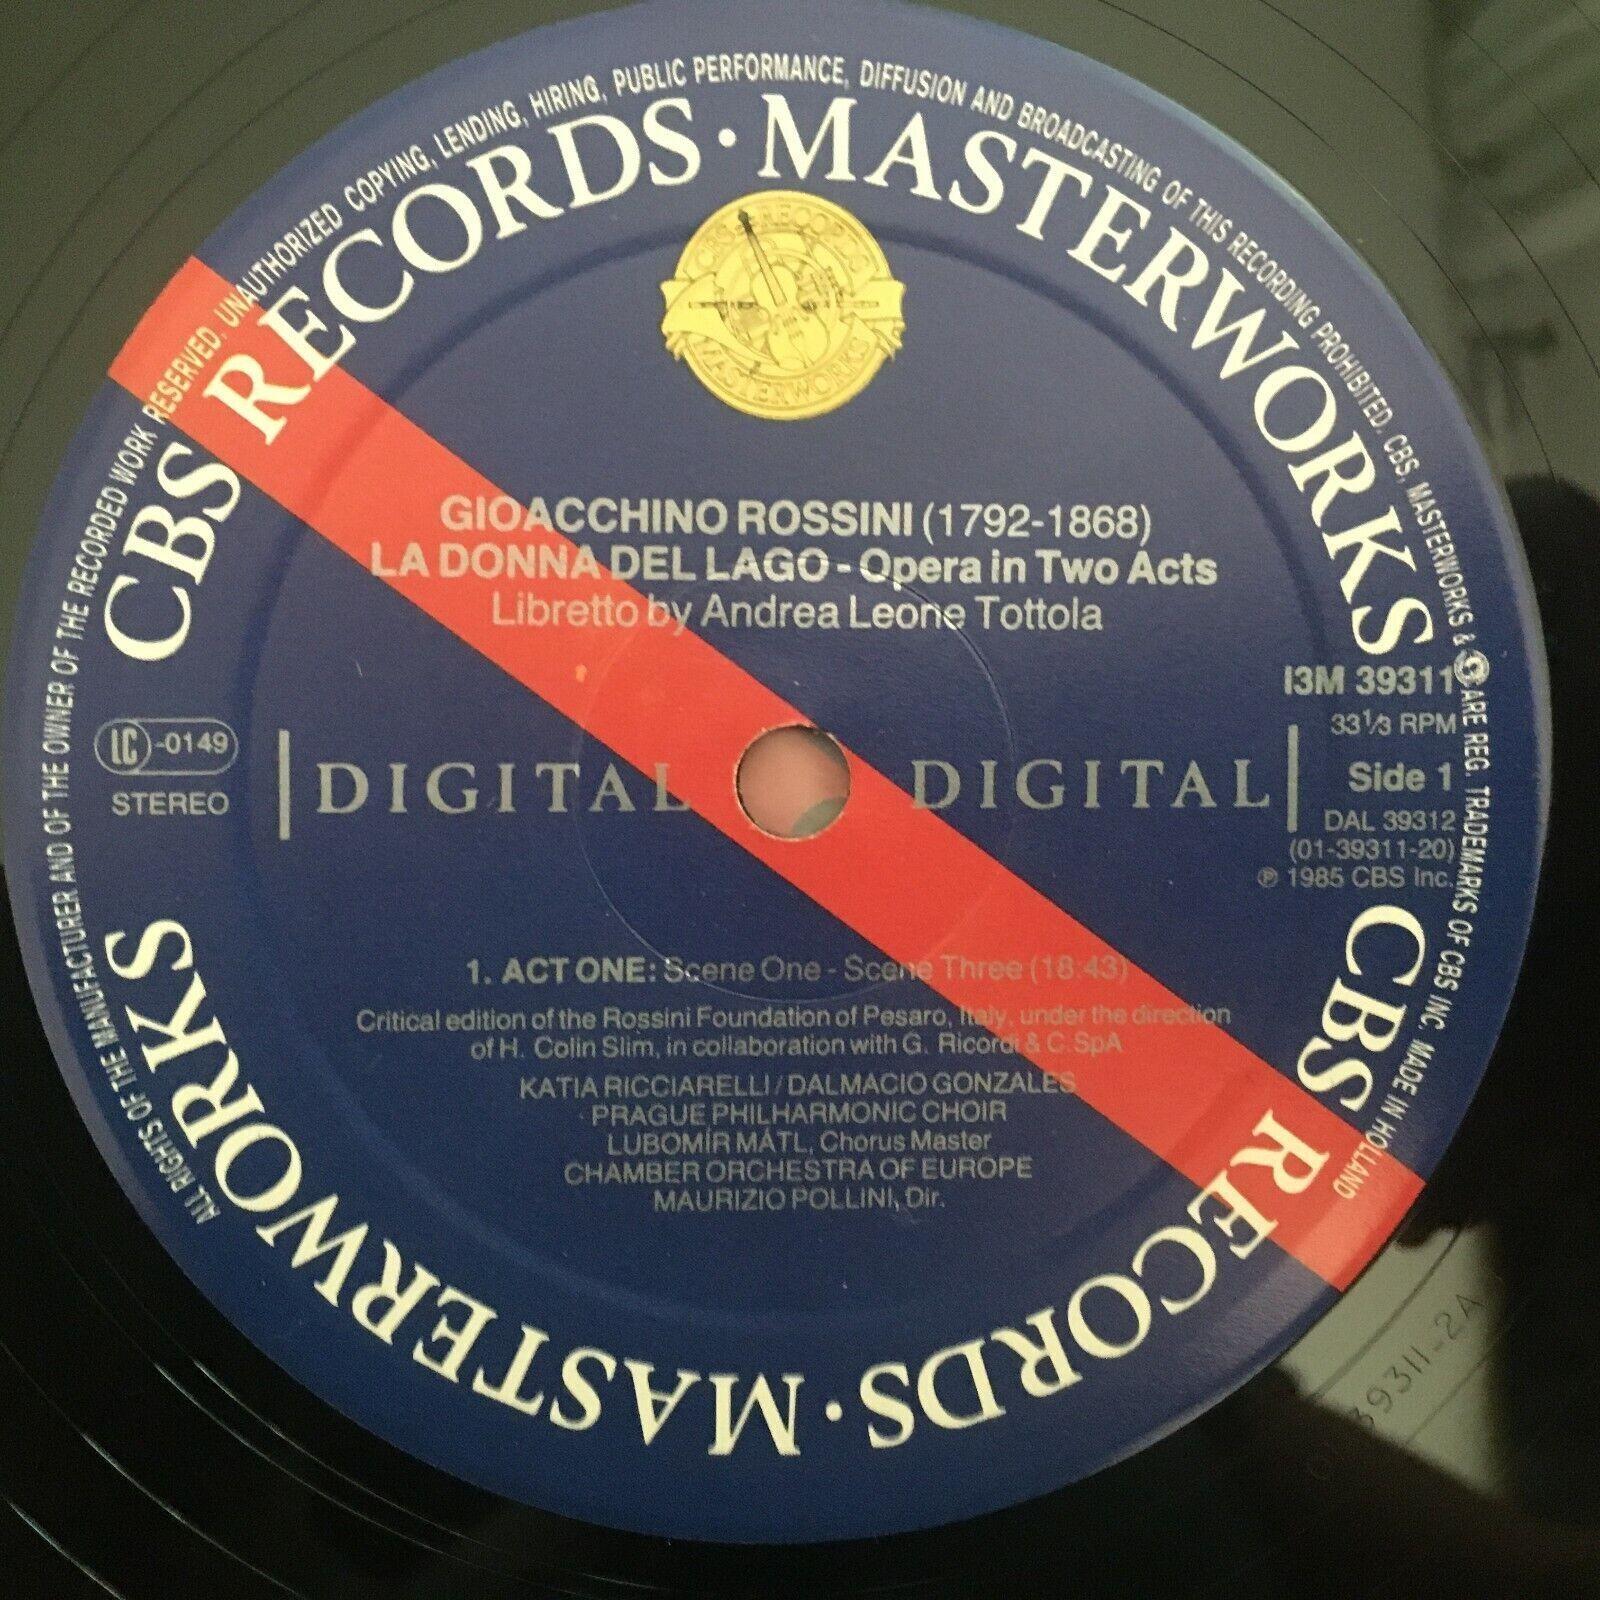 ALL RIGHTS OF THE MANUFACTURER AND OF THE OWNER OF THE RECORDED WORK RESERVED. UNAUTHORIZED COPYING, LENDING, HIRING, PUBLIC PERFORMANCE, DIFFUSION AND BROADCASTING OF THIS RECORDING PROHIBITED. CBS, MASTERWORKS & ARE REG. TRADEMARKS OF CBS INC. MADE IN HOLLAND
CBS RECORDS · MASTERWORKS
CBS RECORDS
MASTERWORKS
GIOACCHINO ROSSINI (1792-1868)
LA DONNA DEL LAGO - Opera in Two Acts
Libretto by Andrea Leone Tottola
I3M 39311
33⅓ RPM
LC-0149
STEREO
DIGITAL DIGITAL
Side 1
DAL 39312
(01-39311-20)
℗ 1985 CBS Inc.
1. ACT ONE: Scene One - Scene Three (18:43)
Critical edition of the Rossini Foundation of Pesaro, Italy, under the direction
of H. Colin Slim, in collaboration with G. Ricordi & C.SpA
KATIA RICCIARELLI / DALMACIO GONZALES
PRAGUE PHILHARMONIC CHOIR
LUBOMÍR MÁTL, Chorus Master
CHAMBER ORCHESTRA OF EUROPE
MAURIZIO POLLINI, Dir.
CBS RECORDS · MASTERWORKS
39311-2A